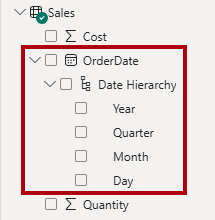 Sales
Σ Cost
OrderDate
Date Hierarchy
Year
Quarter
Month
Day
Σ Quantity